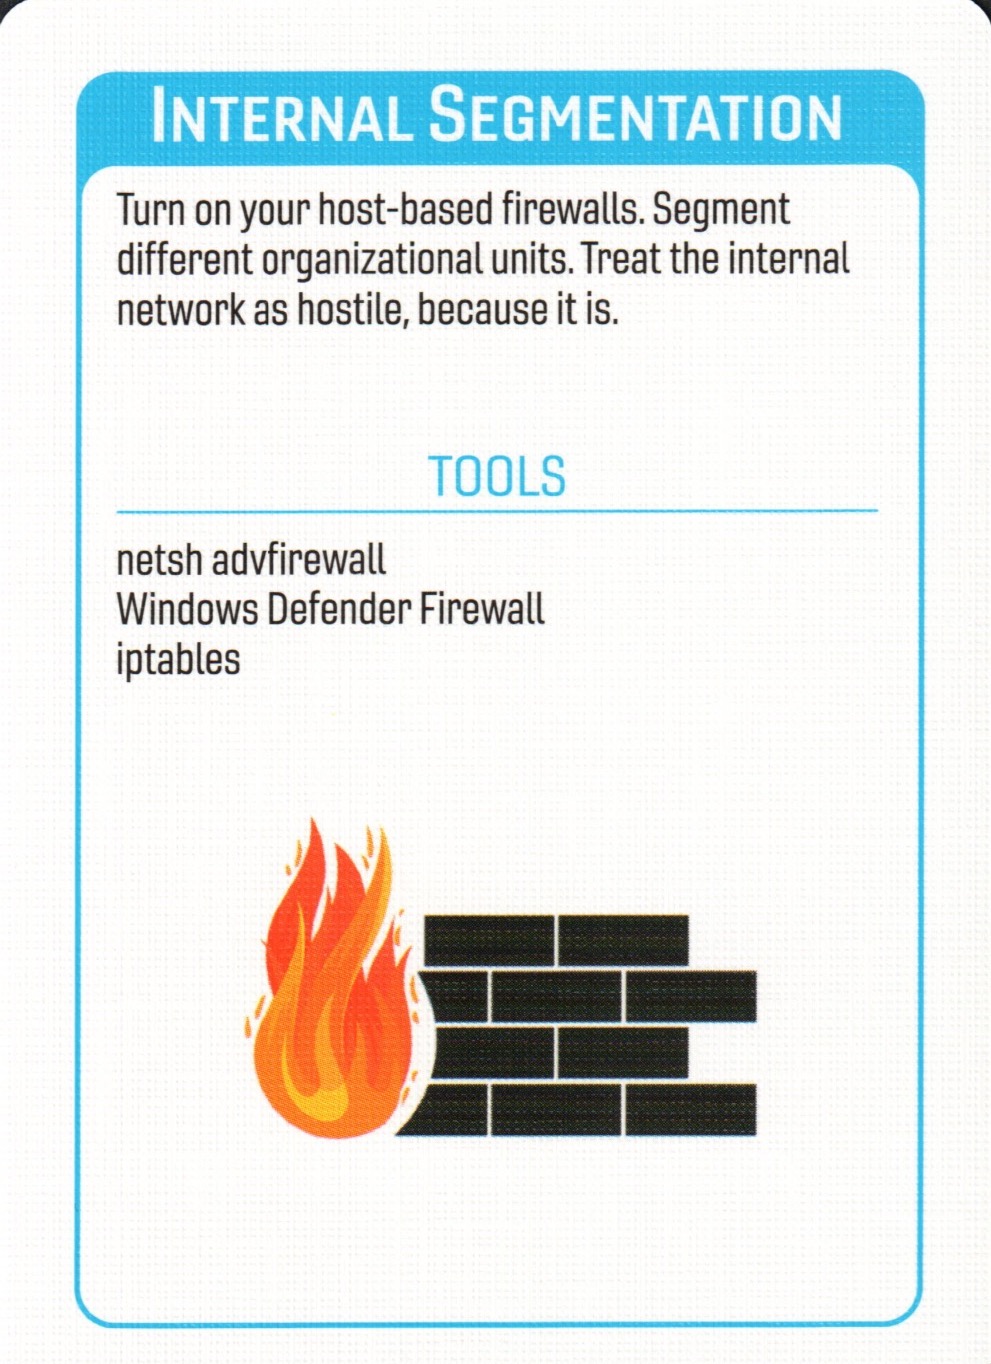 INTERNAL SEGMENTATION
Turn on your host-based firewalls. Segment
different organizational units. Treat the internal
network as hostile, because it is.
TOOLS
netsh advfirewall
Windows Defender Firewall
iptables